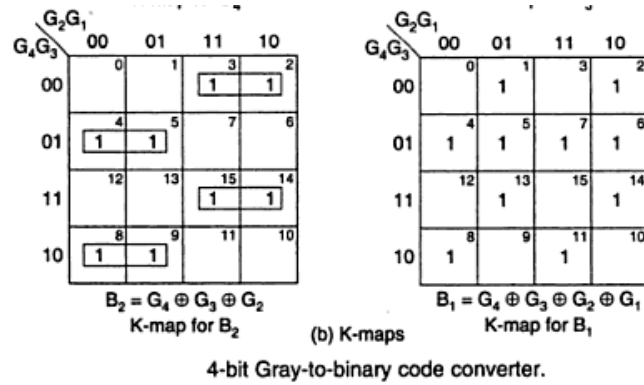 G₂G₁
G₄G₃
00 01 11 10
0 1 3 2
00 1 1
4 5 7 6
01 1 1
12 13 15 14
11 1 1
8 9 11 10
10 1 1
B₂ = G₄ ⊕ G₃ ⊕ G₂
K-map for B₂
G₂G₁
G₄G₃
00 01 11 10
0 1 3 2
00 1 1
4 5 7 6
01 1 1 1 1
12 13 15 14
11 1 1
8 9 11 10
10 1 1
B₁ = G₄ ⊕ G₃ ⊕ G₂ ⊕ G₁
K-map for B₁
(b) K-maps
4-bit Gray-to-binary code converter.